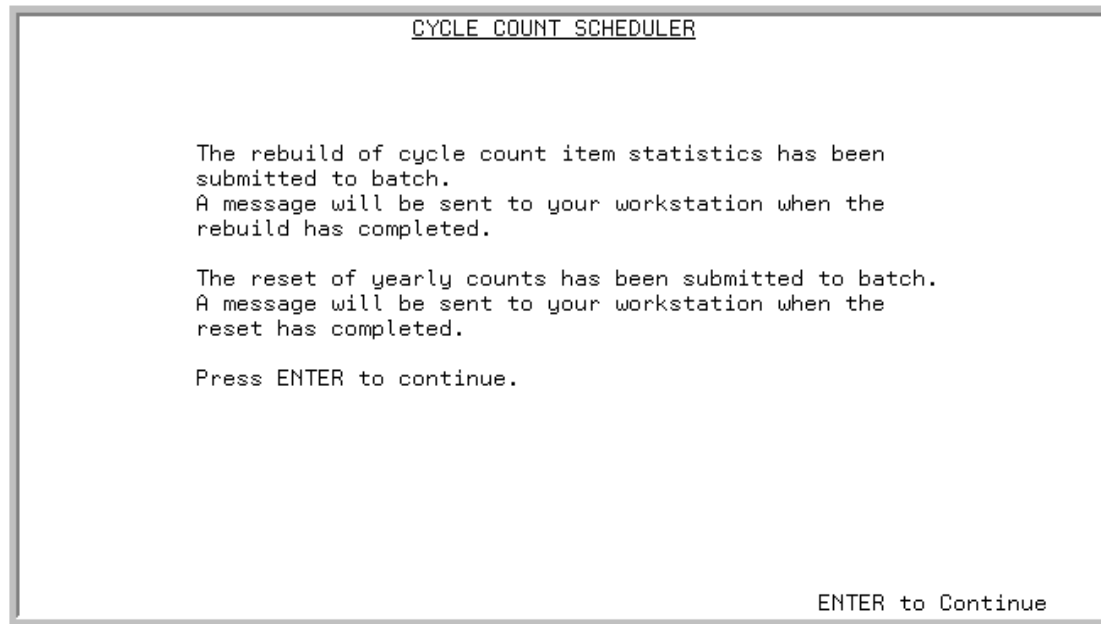 CYCLE COUNT SCHEDULER
The rebuild of cycle count item statistics has been
submitted to batch.
A message will be sent to your workstation when the
rebuild has completed.
The reset of yearly counts has been submitted to batch.
A message will be sent to your workstation when the
reset has completed.
Press ENTER to continue.
ENTER to Continue